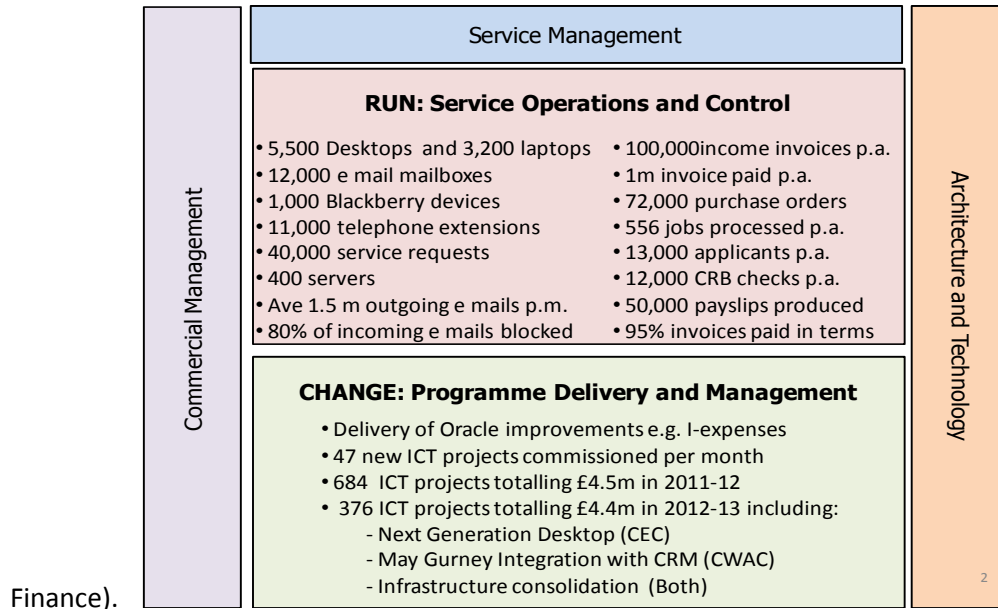 Service Management
Commercial Management
RUN: Service Operations and Control
• 5,500 Desktops and 3,200 laptops
• 12,000 e mail mailboxes
• 1,000 Blackberry devices
• 11,000 telephone extensions
• 40,000 service requests
• 400 servers
• Ave 1.5 m outgoing e mails p.m.
• 80% of incoming e mails blocked
• 100,000income invoices p.a.
• 1m invoice paid p.a.
• 72,000 purchase orders
• 556 jobs processed p.a.
• 13,000 applicants p.a.
• 12,000 CRB checks p.a.
• 50,000 payslips produced
• 95% invoices paid in terms
CHANGE: Programme Delivery and Management
• Delivery of Oracle improvements e.g. I-expenses
• 47 new ICT projects commissioned per month
• 684 ICT projects totalling £4.5m in 2011-12
• 376 ICT projects totalling £4.4m in 2012-13 including:
- Next Generation Desktop (CEC)
- May Gurney Integration with CRM (CWAC)
- Infrastructure consolidation (Both)
Architecture and Technology
2
Finance).